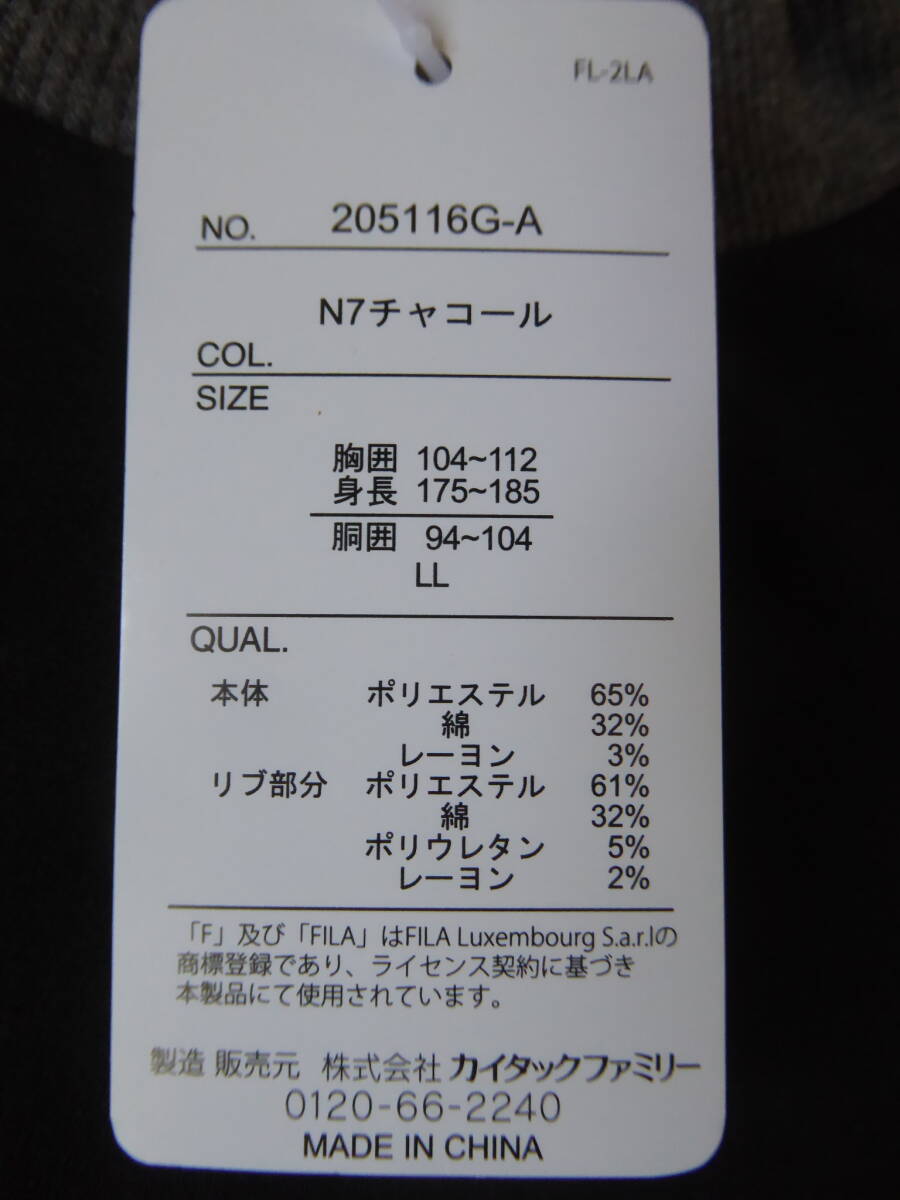 FL-2LA
NO. 205116G-A
N7チャコール
COL.
SIZE
胸囲 104~112
身長 175~185
胴囲 94~104
LL
QUAL.
本体 ポリエステル 65%
綿 32%
レーヨン 3%
リブ部分 ポリエステル 61%
綿 32%
ポリウレタン 5%
レーヨン 2%
「F」及び「FILA」はFILA Luxembourg S.a.r.lの
商標登録であり、ライセンス契約に基づき
本製品にて使用されています。
製造 販売元 株式会社 カイタックファミリー
0120-66-2240
MADE IN CHINA